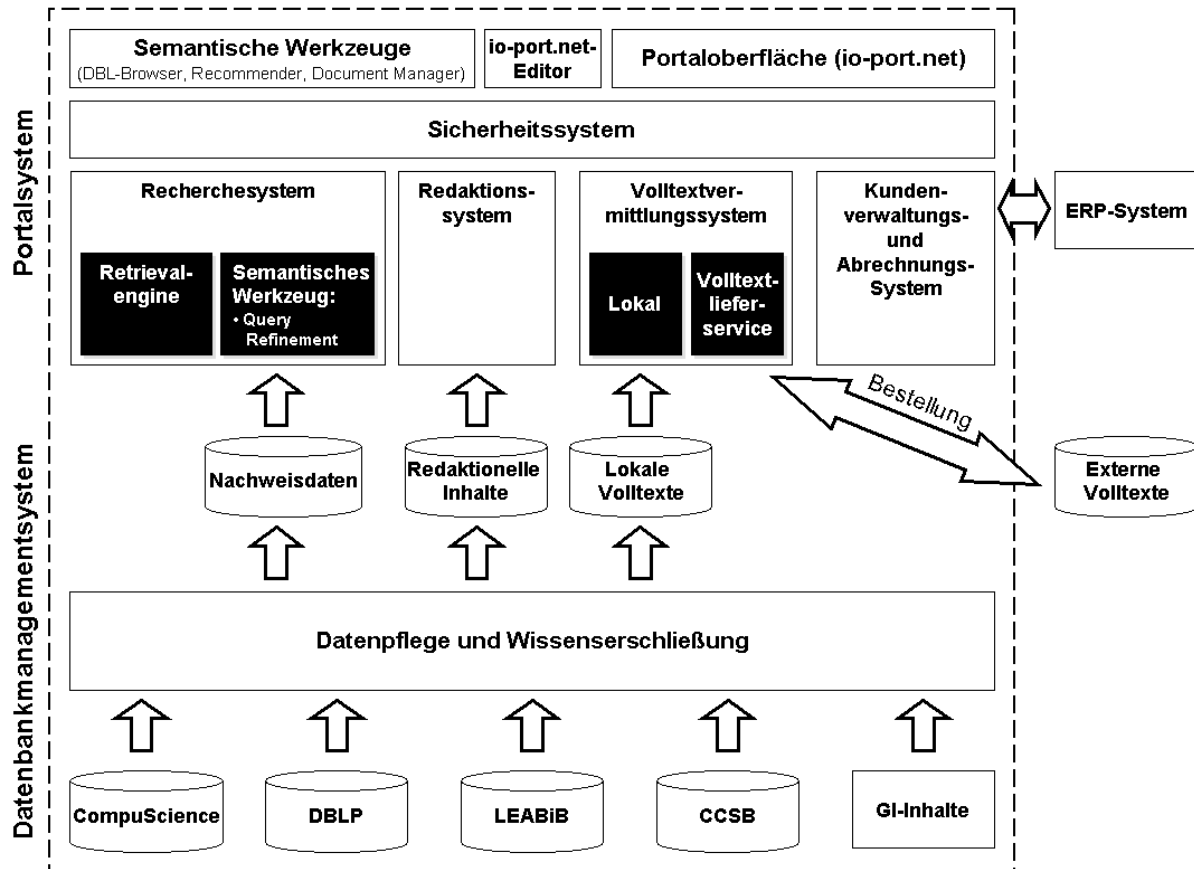 Semantische Werkzeuge
(DBL-Browser, Recommender, Document Manager)
io-port.net-
Editor
Portaloberfläche (io-port.net)
Sicherheitssystem
Portalsystem
Recherchesystem
Retrieval-
engine
Semantisches
Werkzeug:
• Query
Refinement
Redaktions-
system
Volltextver-
mittlungssystem
Lokal
Volltext-
liefer-
service
Kunden-
verwaltungs-
und
Abrechnungs-
System
ERP-System
Bestellung
Datenbankmanagementsystem
Nachweisdaten
Redaktionelle
Inhalte
Lokale
Volltexte
Externe
Volltexte
Datenpflege und Wissenserschließung
CompuScience
DBLP
LEABiB
CCSB
GI-Inhalte